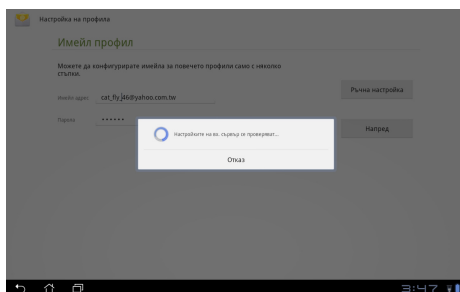 Настройка на профила
Имейл профил
Можете да конфигурирате имейла за повечето профили само с няколко
стъпки.
Имейл адрес cat_fly_46@yahoo.com.tw
Ръчна настройка
Парола ••••••
Напред
Настройките на вх. сървър се проверяват...
Отказ
3:47